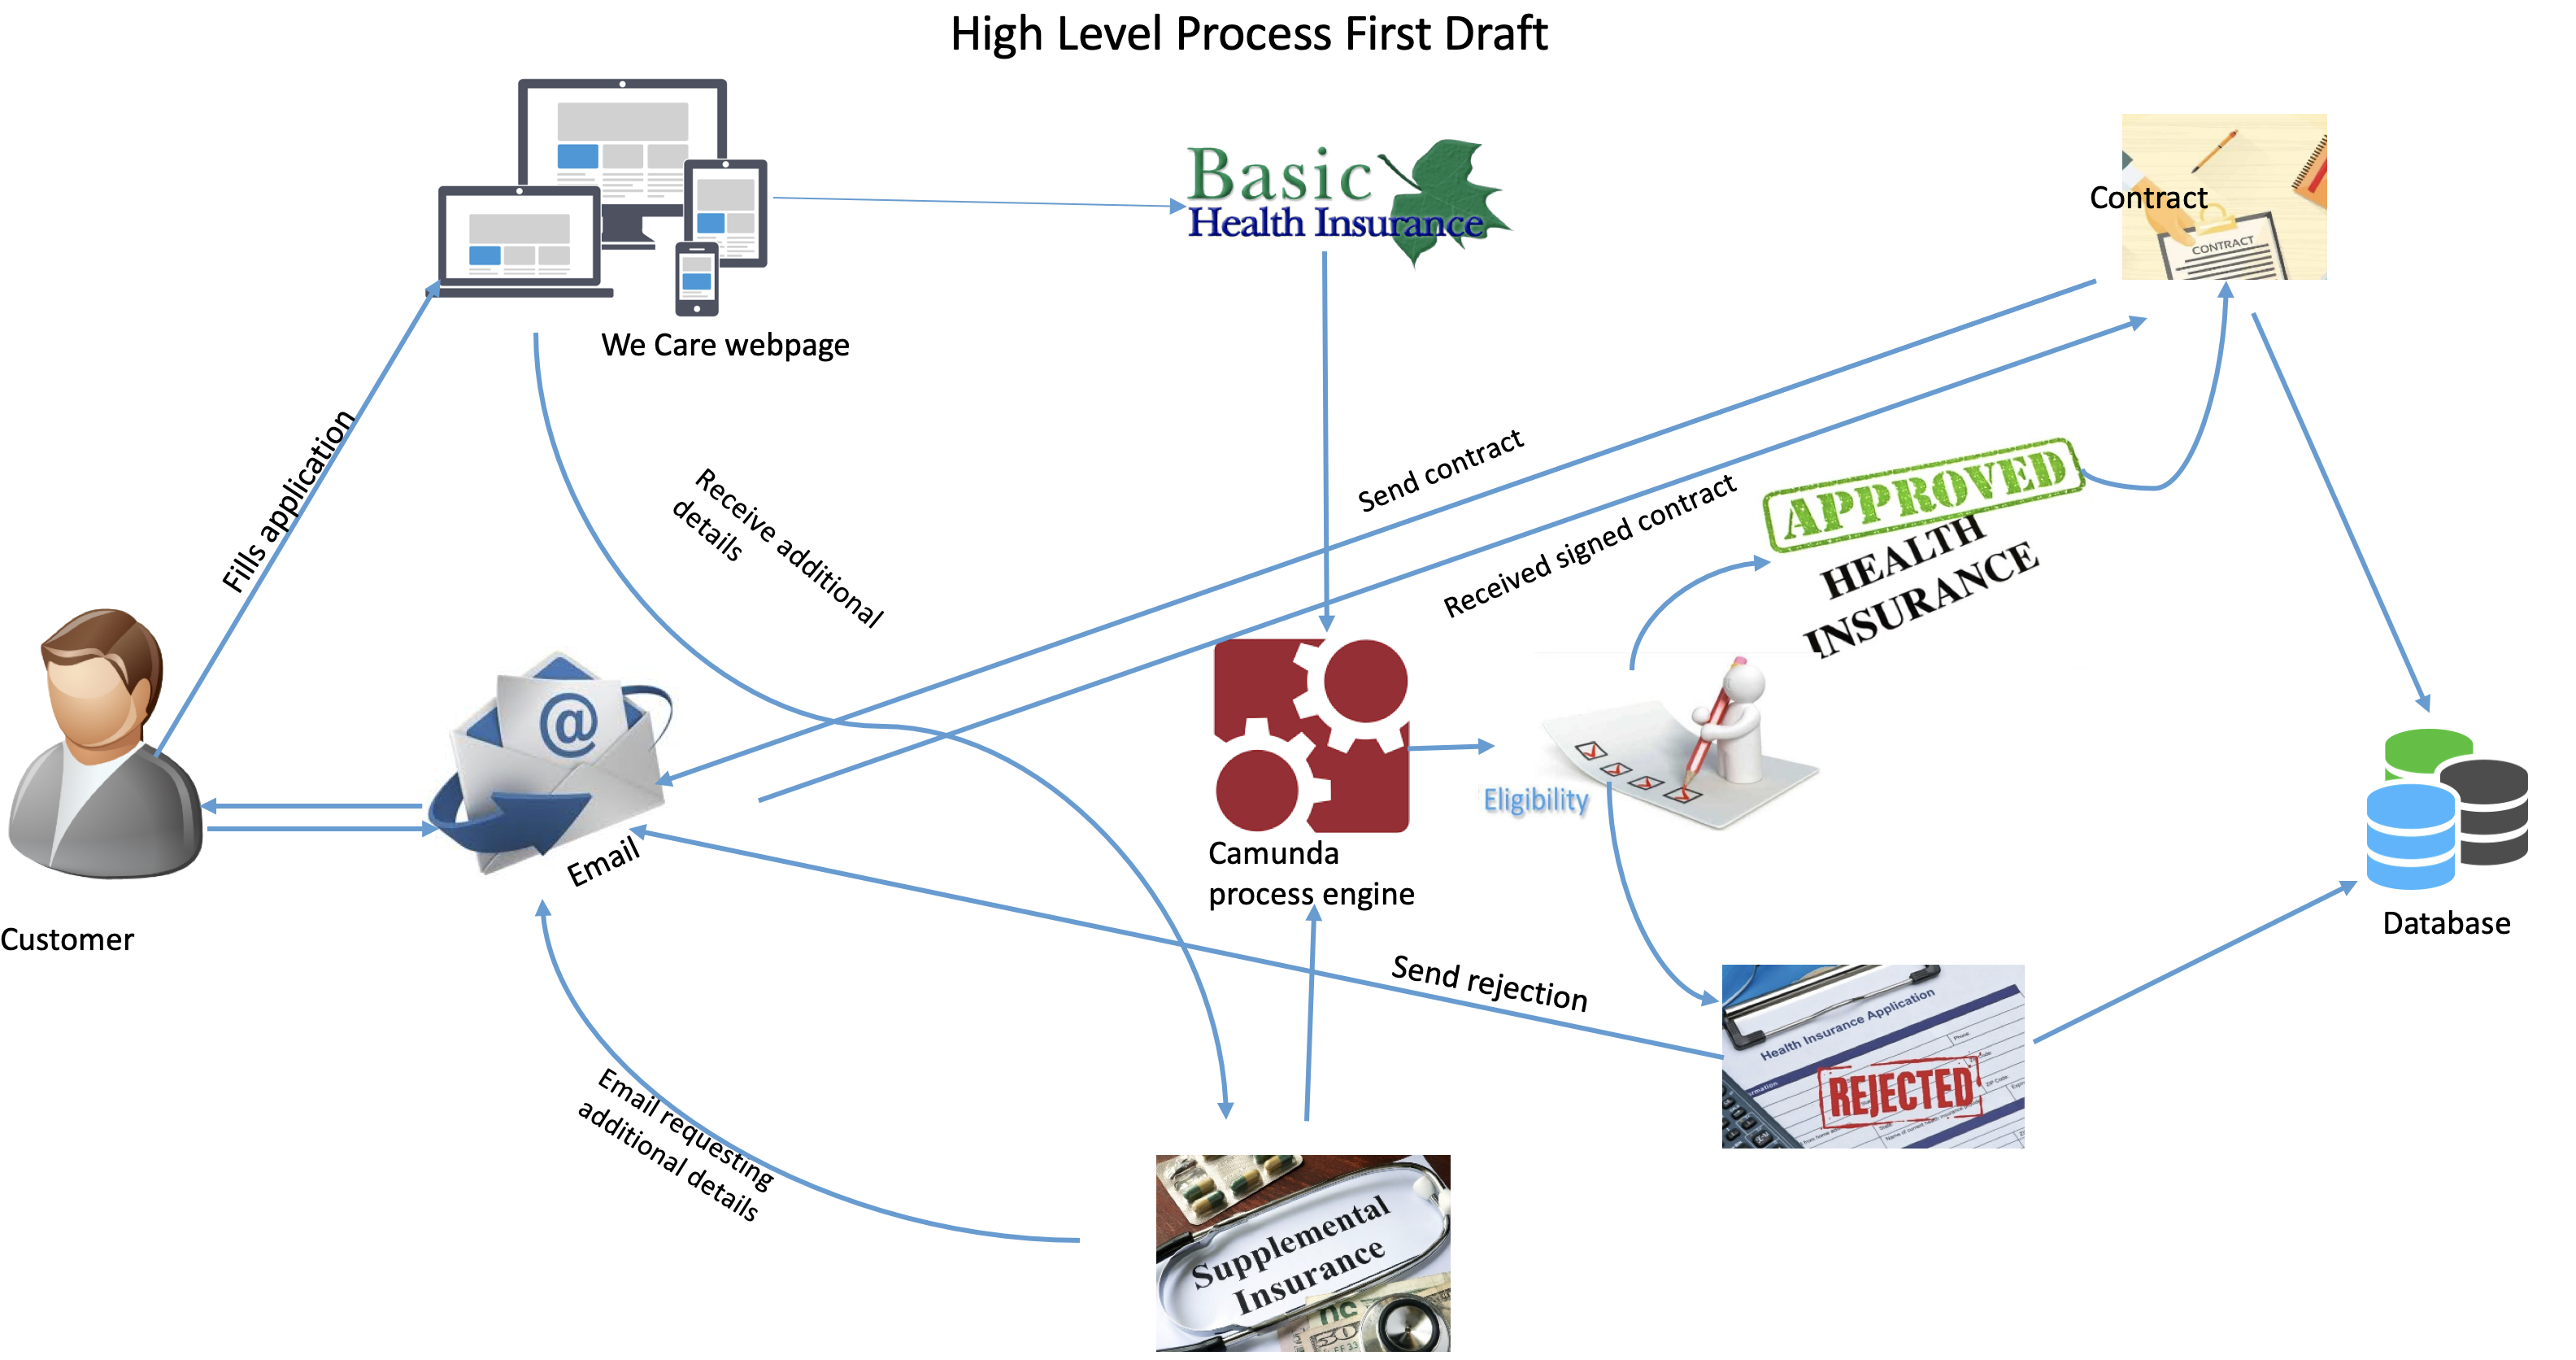 High Level Process First Draft
Basic
Health Insurance
Contract
CONTRACT
We Care webpage
Fills application
Receive additional
details
Send contract
Received signed contract
APPROVED
HEALTH
INSURANCE
@
Email
Customer
Camunda
process engine
Eligibility
Database
Send rejection
Health Insurance Application
REJECTED
Email requesting
additional details
Supplemental
Insurance